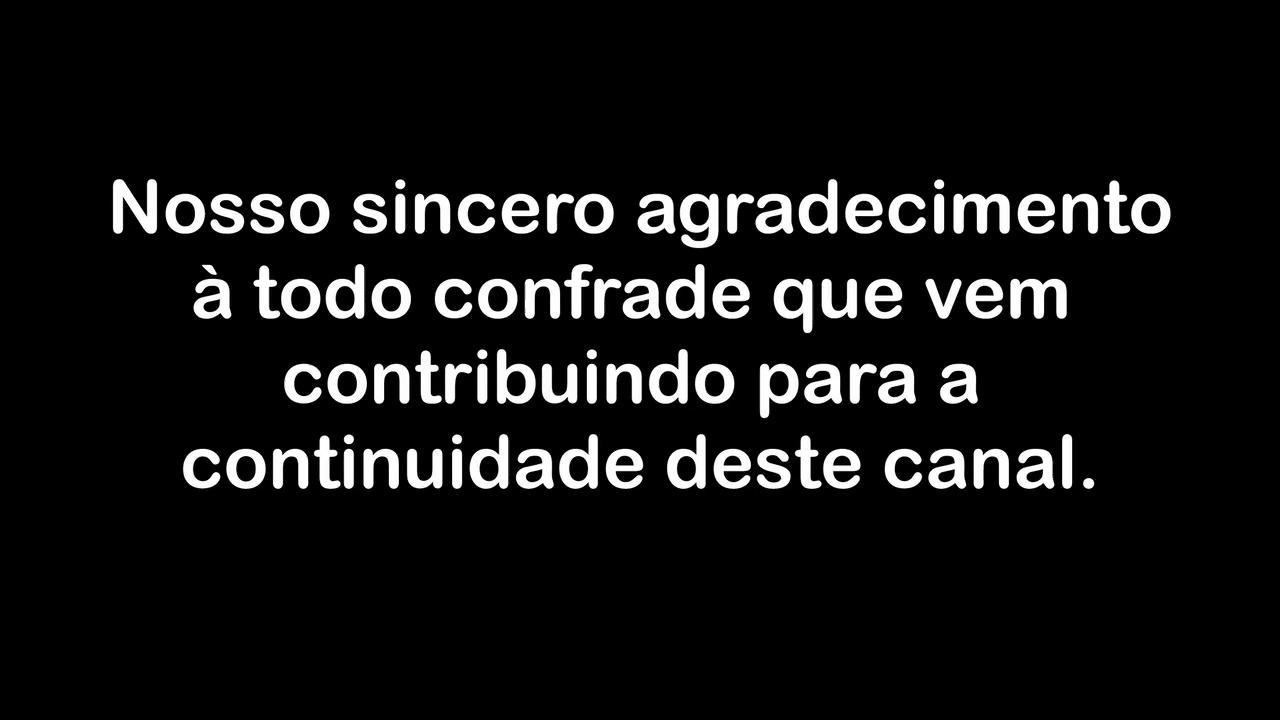 Nosso sincero agradecimento
à todo confrade que vem
contribuindo para a
continuidade deste canal.